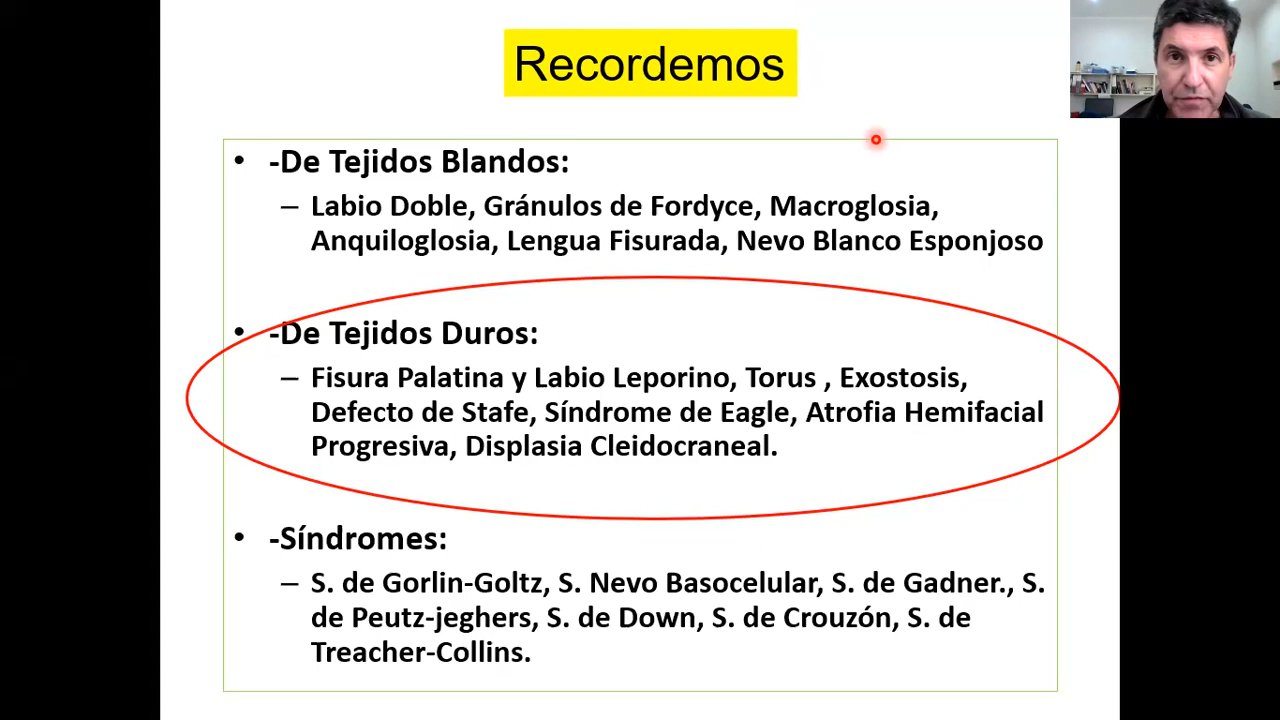 Recordemos
• -De Tejidos Blandos:
– Labio Doble, Gránulos de Fordyce, Macroglosia,
Anquiloglosia, Lengua Fisurada, Nevo Blanco Esponjoso
• -De Tejidos Duros:
– Fisura Palatina y Labio Leporino, Torus , Exostosis,
Defecto de Stafe, Síndrome de Eagle, Atrofia Hemifacial
Progresiva, Displasia Cleidocraneal.
• -Síndromes:
– S. de Gorlin-Goltz, S. Nevo Basocelular, S. de Gadner., S.
de Peutz-jeghers, S. de Down, S. de Crouzón, S. de
Treacher-Collins.